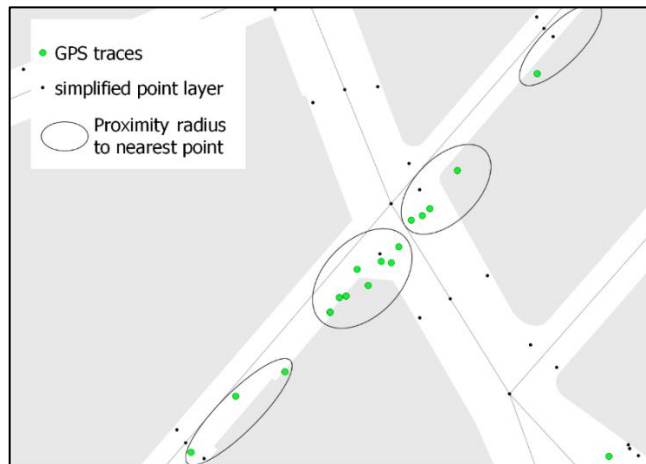 GPS traces
simplified point layer
Proximity radius
to nearest point